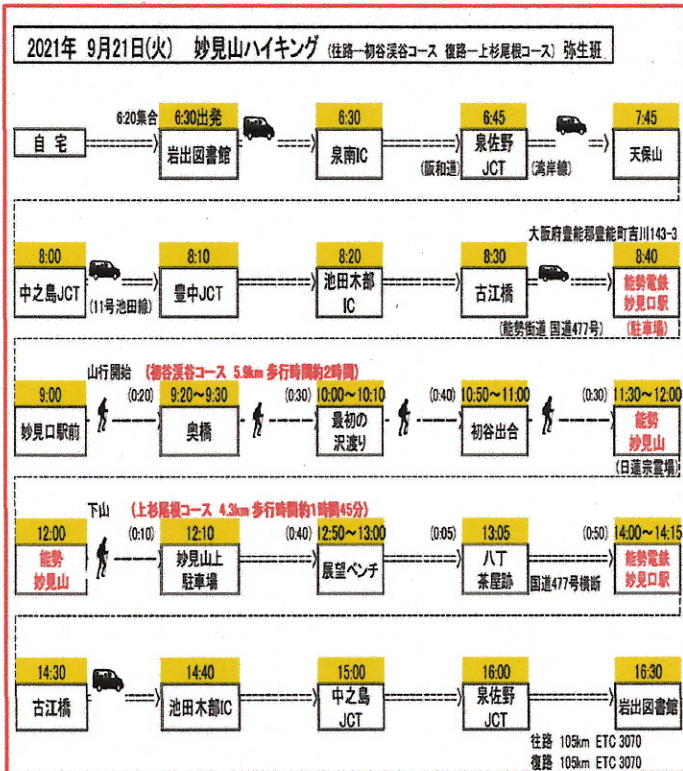 2021年 9月21日(火) 妙見山ハイキング (往路―初谷渓谷コース 復路―上杉尾根コース) 弥生班
6:20集合 6:30出発 6:30 6:45 7:45
自宅 岩出図書館 泉南IC (阪和道) 泉佐野JCT (湾岸線) 天保山
大阪府豊能郡豊能町吉川143-3
8:00 8:10 8:20 8:30 8:40
中之島JCT (11号池田線) 豊中JCT 池田木部IC 古江橋 (能勢街道 国道477号) 能勢電鉄妙見口駅 (駐車場)
山行開始 (初谷渓谷コース 5.9km 歩行時間約2時間)
9:00 (0:20) 9:20～9:30 (0:30) 10:00～10:10 (0:40) 10:50～11:00 (0:30) 11:30～12:00
妙見口駅前 奥橋 最初の沢渡り 初谷出合 能勢妙見山
(日蓮宗霊場)
下山 (上杉尾根コース 4.3km 歩行時間約1時間45分)
12:00 (0:10) 12:10 (0:40) 12:50～13:00 (0:05) 13:05 (0:50) 14:00～14:15
能勢妙見山 妙見山上駐車場 展望ベンチ 八丁茶屋跡 国道477号横断 能勢電鉄妙見口駅
14:30 14:40 15:00 16:00 16:30
古江橋 池田木部IC 中之島JCT 泉佐野JCT 岩出図書館
往路 105km ETC 3070
復路 105km ETC 3070